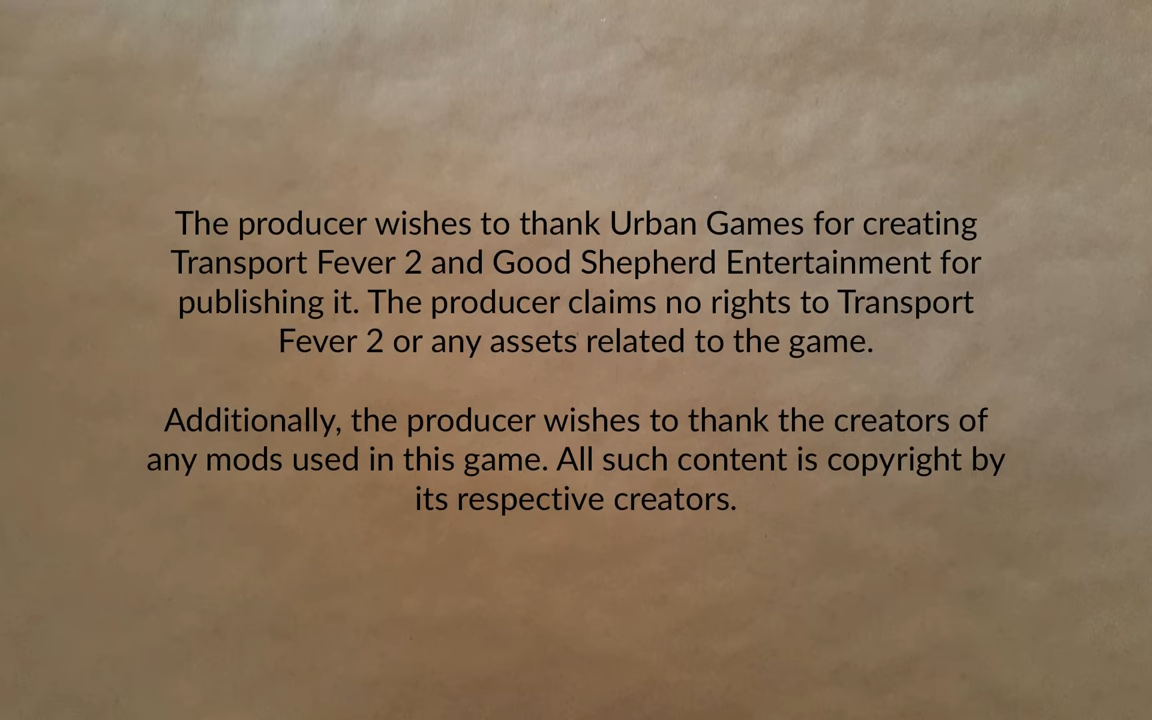 The producer wishes to thank Urban Games for creating
Transport Fever 2 and Good Shepherd Entertainment for
publishing it. The producer claims no rights to Transport
Fever 2 or any assets related to the game.
Additionally, the producer wishes to thank the creators of
any mods used in this game. All such content is copyright by
its respective creators.